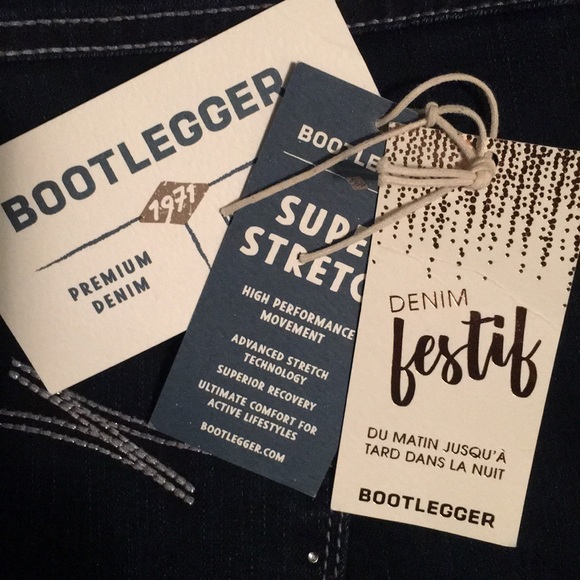 BOOTLEGGER
1971
PREMIUM
DENIM
SUPE
STRETC
HIGH PERFORMANCE
MOVEMENT
ADVANCED STRETCH
TECHNOLOGY
SUPERIOR RECOVERY
ULTIMATE COMFORT FOR
ACTIVE LIFESTYLES
BOOTLEGGER.COM
DENIM
festif
DU MATIN JUSQU'À
TARD DANS LA NUIT
BOOTLEGGER